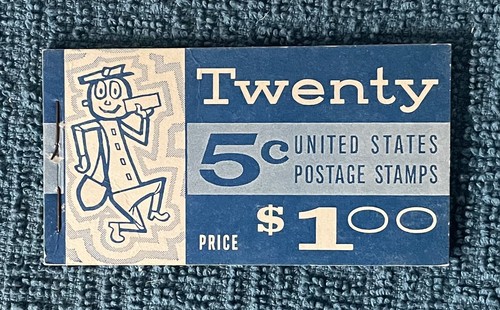 Twenty
5c UNITED STATES
POSTAGE STAMPS
PRICE $1.00